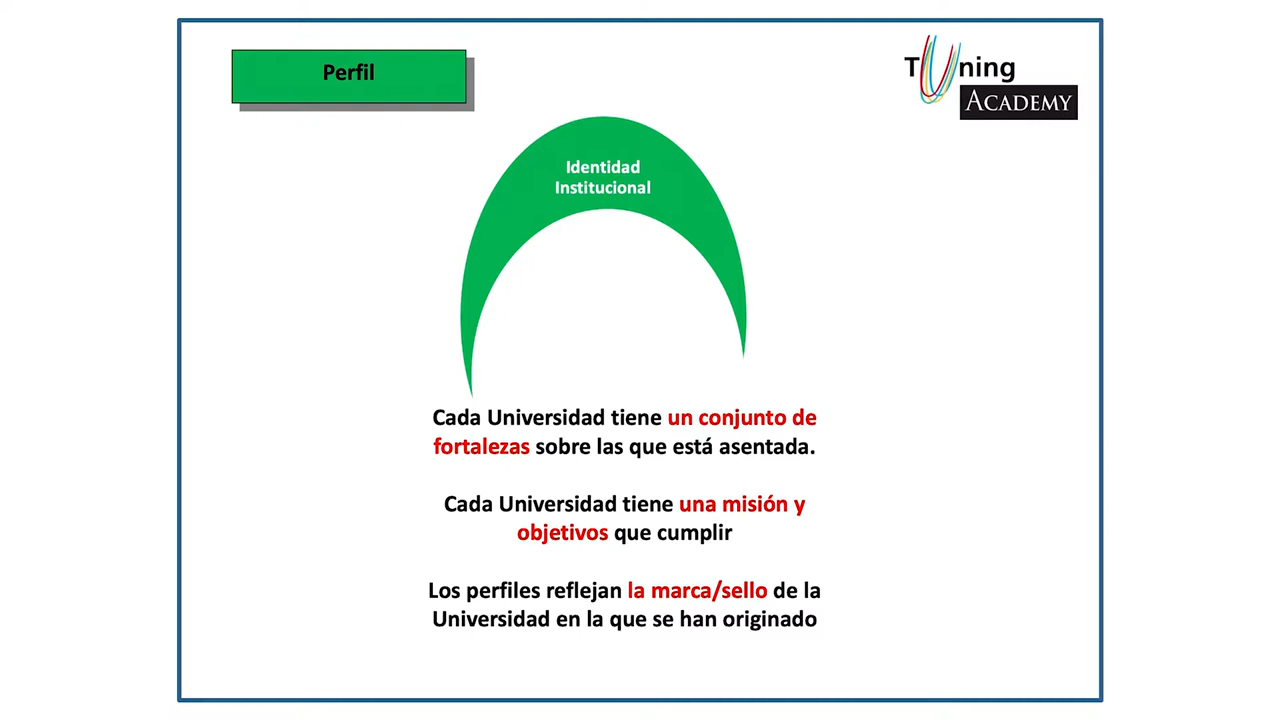 Perfil
Tuning
ACADEMY
Identidad
Institucional
Cada Universidad tiene un conjunto de
fortalezas sobre las que está asentada.
Cada Universidad tiene una misión y
objetivos que cumplir
Los perfiles reflejan la marca/sello de la
Universidad en la que se han originado